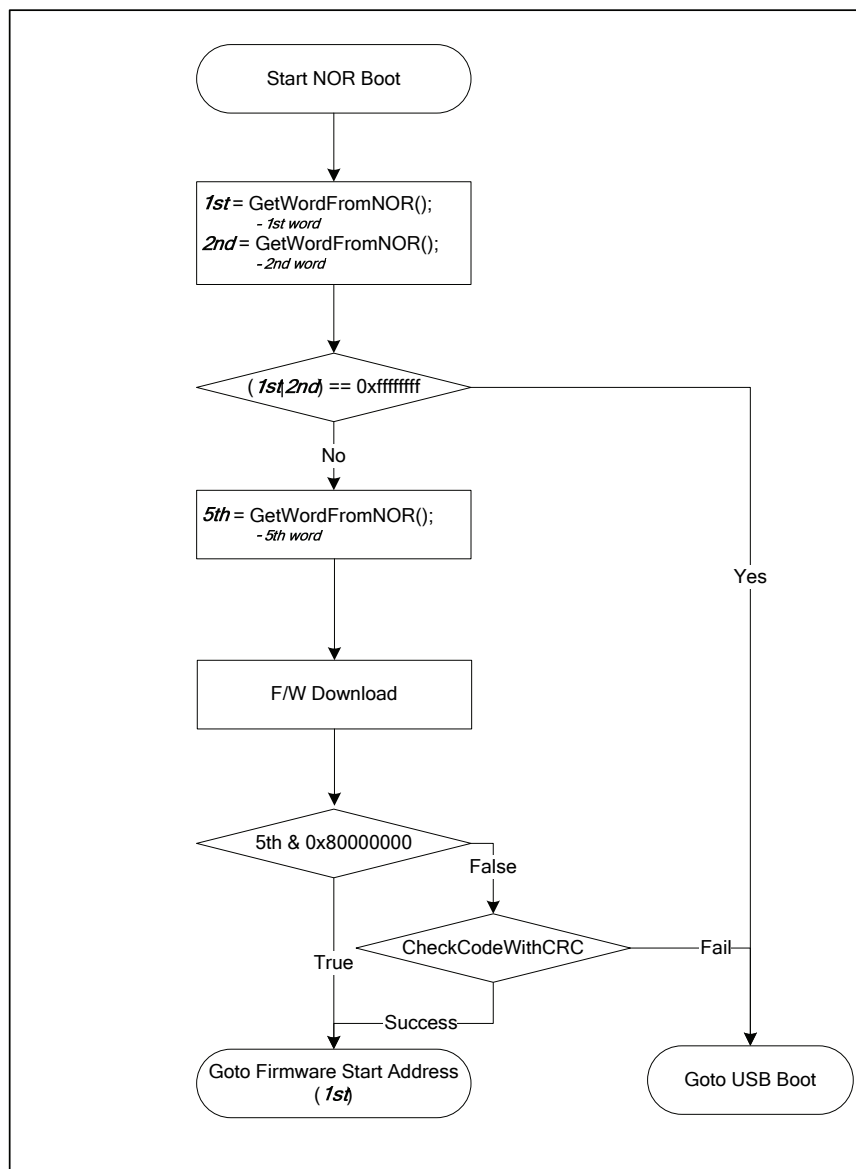 Start NOR Boot
1st = GetWordFromNOR();
- 1st word
2nd = GetWordFromNOR();
- 2nd word
(1st|2nd) == 0xffffffff
No
5th = GetWordFromNOR();
- 5th word
Yes
F/W Download
5th & 0x80000000
False
CheckCodeWithCRC
True
Fail
Success
Goto Firmware Start Address
(1st)
Goto USB Boot